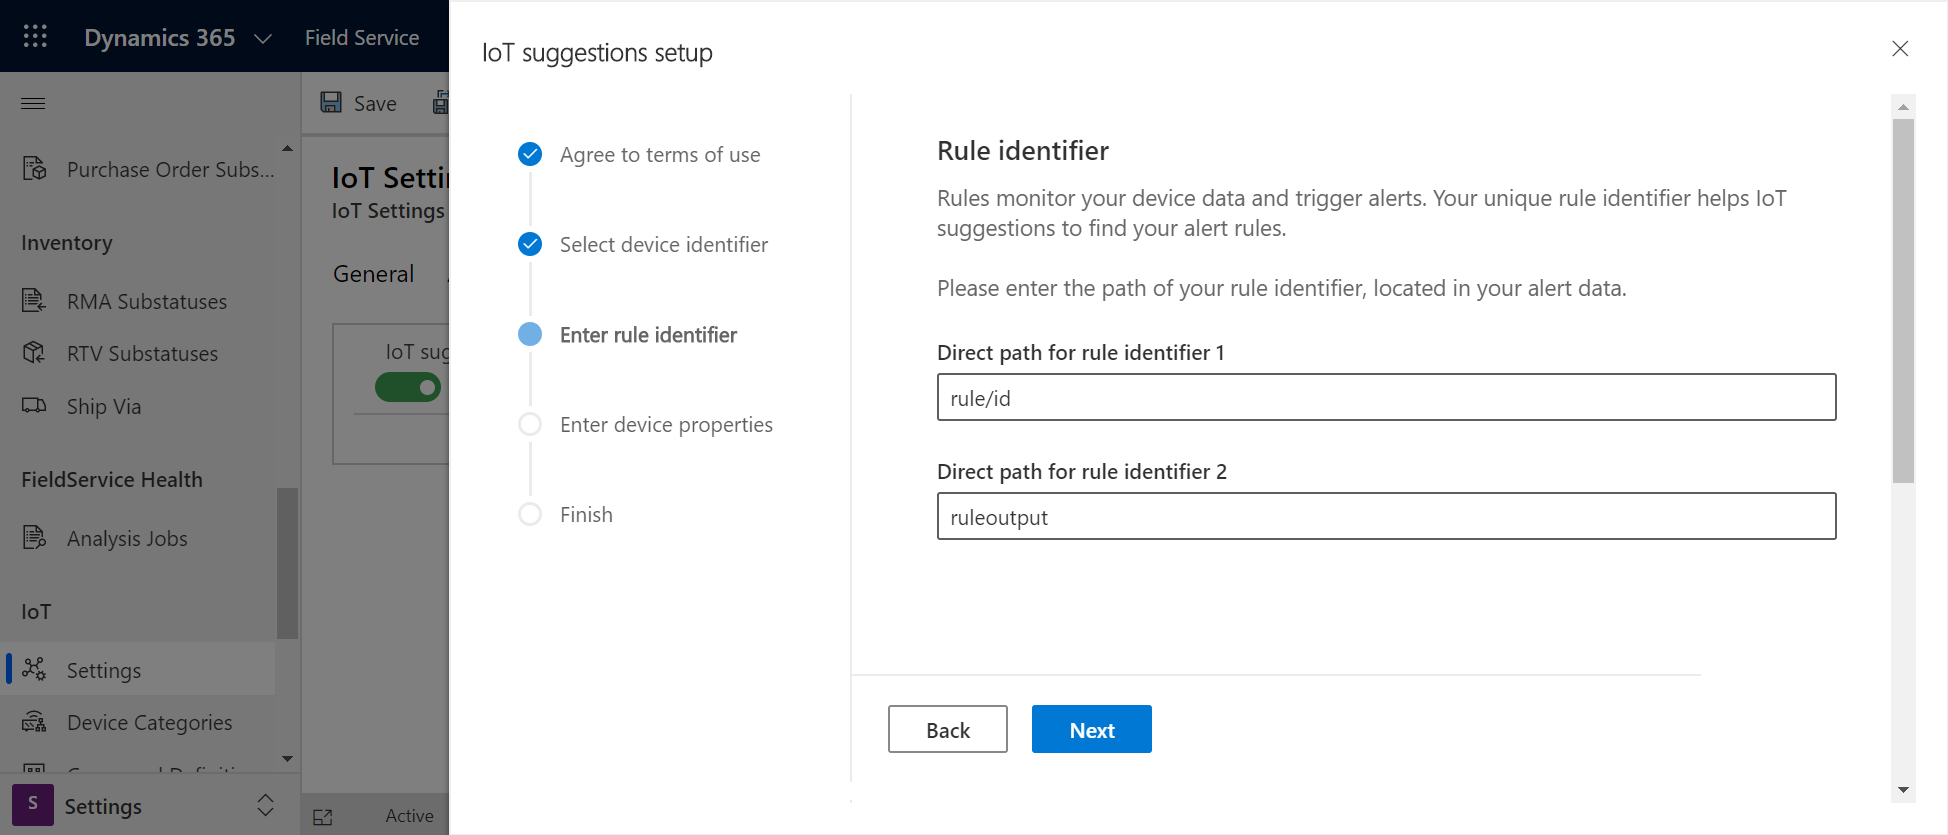 Dynamics 365
Field Service
Save
Purchase Order Subs...
Inventory
RMA Substatuses
RTV Substatuses
Ship Via
FieldService Health
Analysis Jobs
IoT
Settings
Device Categories
S
Settings
IoT Setti
IoT Settings
General
IoT sug
Active
IoT suggestions setup
Agree to terms of use
Select device identifier
Enter rule identifier
Enter device properties
Finish
Rule identifier
Rules monitor your device data and trigger alerts. Your unique rule identifier helps IoT
suggestions to find your alert rules.
Please enter the path of your rule identifier, located in your alert data.
Direct path for rule identifier 1
rule/id
Direct path for rule identifier 2
ruleoutput
Back
Next